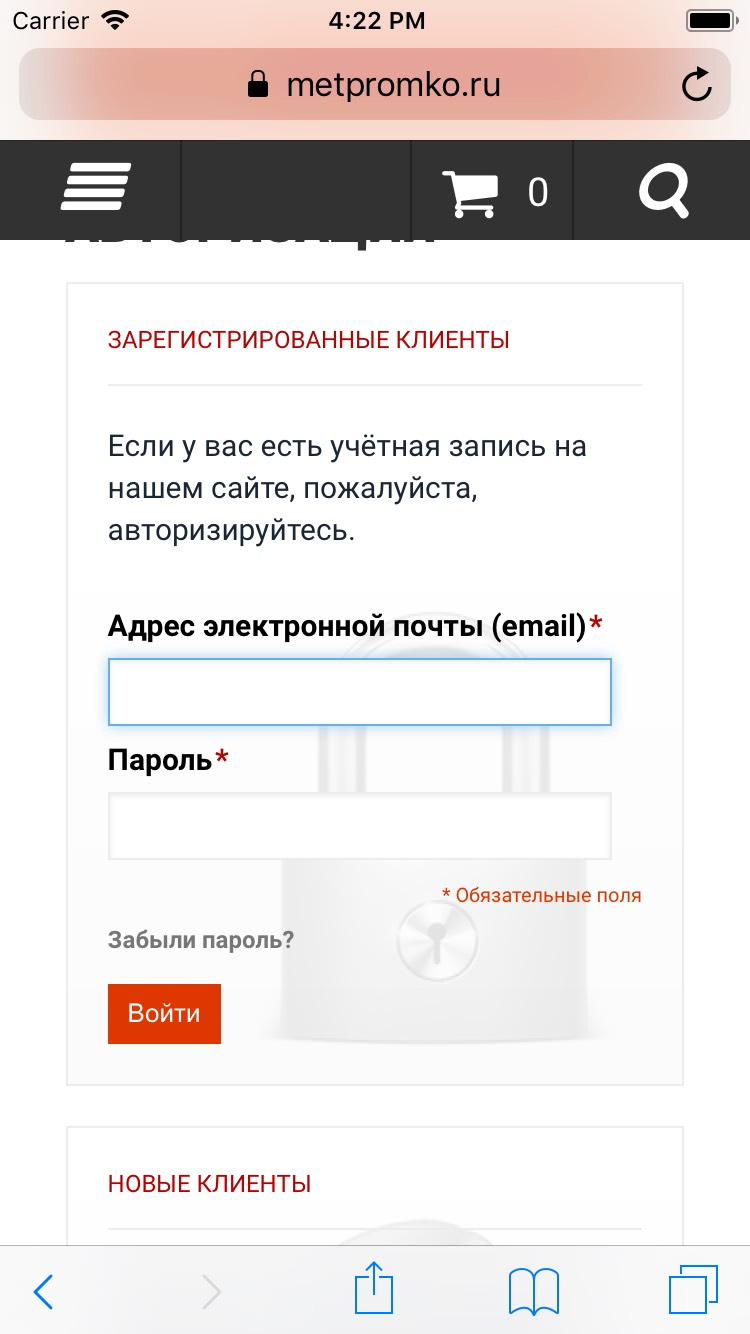 Carrier 4:22 PM
metpromko.ru
0
ЗАРЕГИСТРИРОВАННЫЕ КЛИЕНТЫ
Если у вас есть учётная запись на
нашем сайте, пожалуйста,
авторизируйтесь.
Адрес электронной почты (email)*
Пароль*
* Обязательные поля
Забыли пароль?
Войти
НОВЫЕ КЛИЕНТЫ